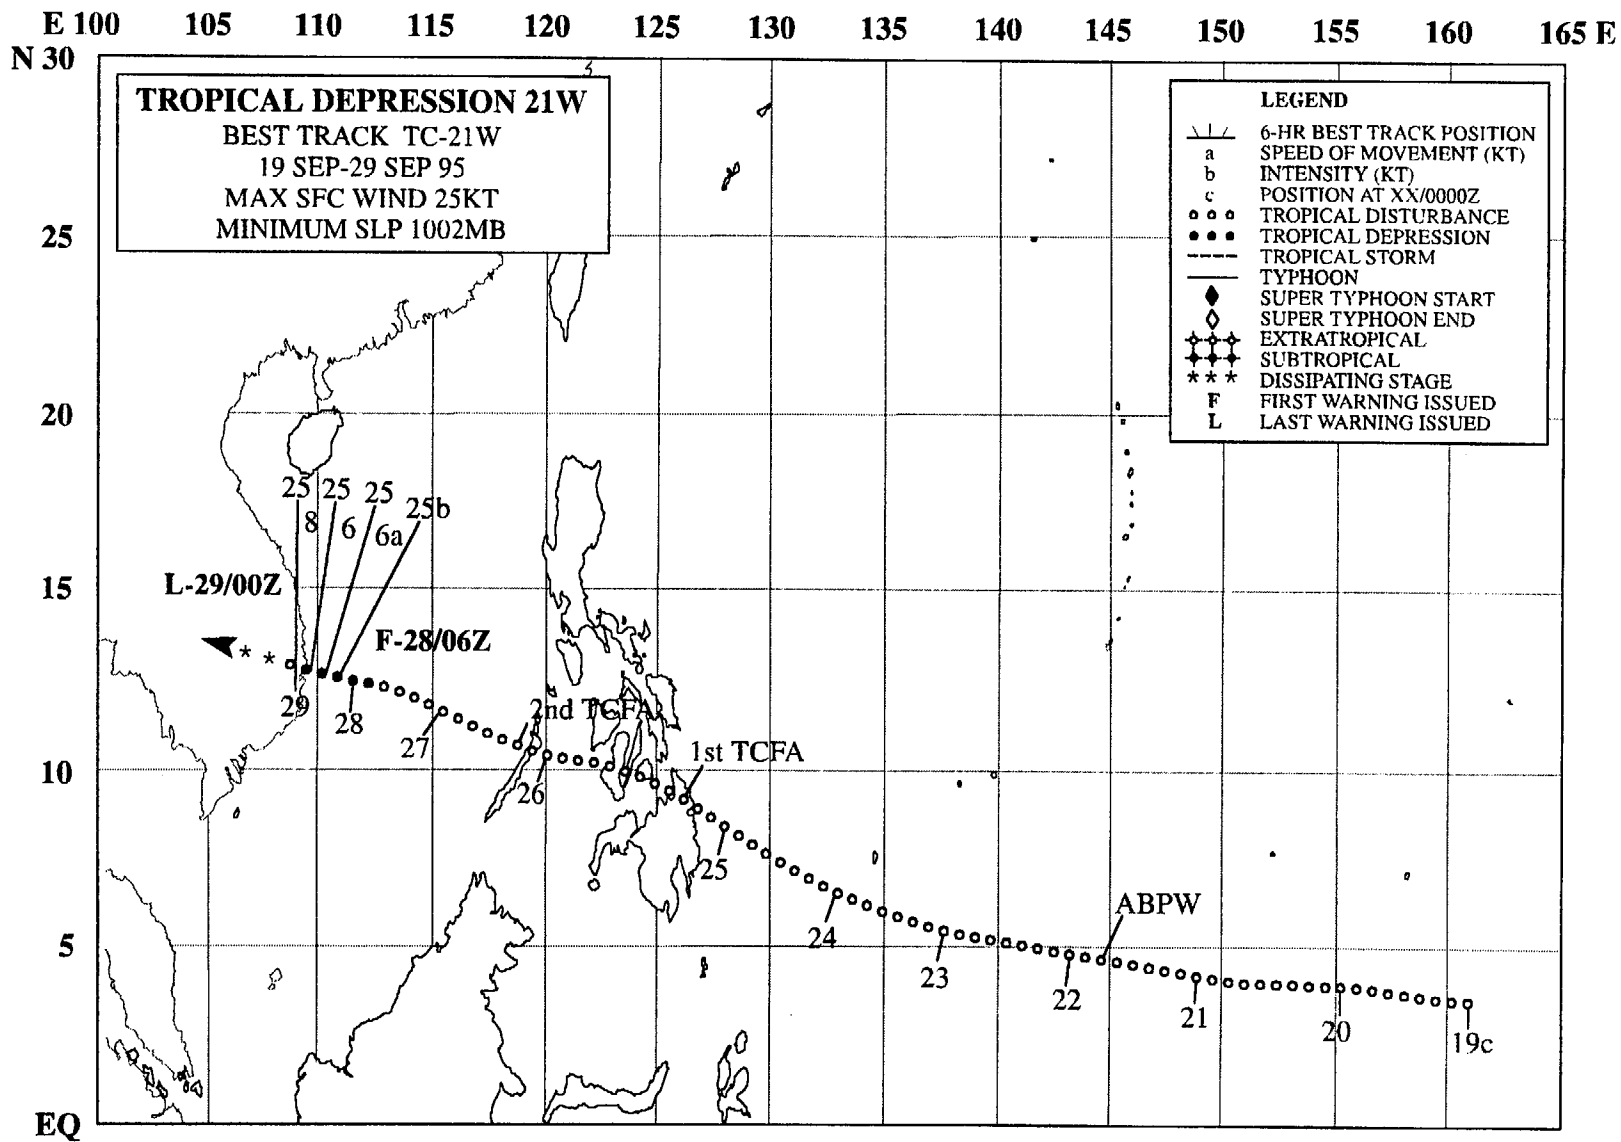 E 100 105 110 115 120 125 130 135 140 145 150 155 160 165 E
N 30
25
20
15
10
5
EQ
TROPICAL DEPRESSION 21W
BEST TRACK TC-21W
19 SEP-29 SEP 95
MAX SFC WIND 25KT
MINIMUM SLP 1002MB
LEGEND
6-HR BEST TRACK POSITION
a SPEED OF MOVEMENT (KT)
b INTENSITY (KT)
c POSITION AT XX/0000Z
TROPICAL DISTURBANCE
TROPICAL DEPRESSION
TROPICAL STORM
TYPHOON
SUPER TYPHOON START
SUPER TYPHOON END
EXTRATROPICAL
SUBTROPICAL
*** DISSIPATING STAGE
F FIRST WARNING ISSUED
L LAST WARNING ISSUED
25 25 25 25b
8 6 6a
L-29/00Z
F-28/06Z
29 28 27 26 25 24 23 22 21 20 19c
2nd TCFA
1st TCFA
ABPW